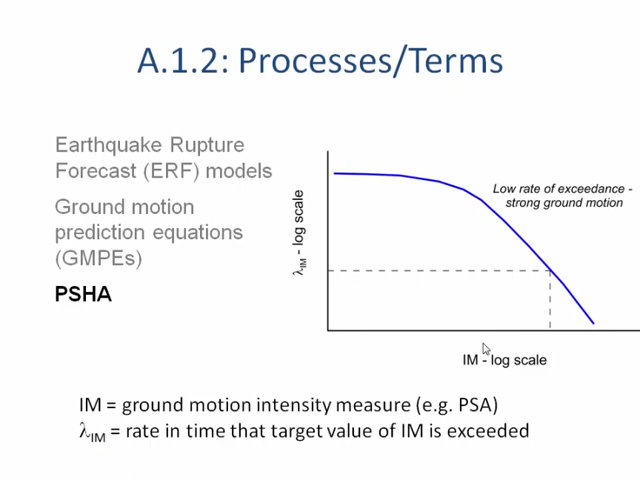 A.1.2: Processes/Terms
Earthquake Rupture
Forecast (ERF) models
Ground motion
prediction equations
(GMPEs)
PSHA
Low rate of exceedance -
strong ground motion
λIM - log scale
IM - log scale
IM = ground motion intensity measure (e.g. PSA)
λIM = rate in time that target value of IM is exceeded